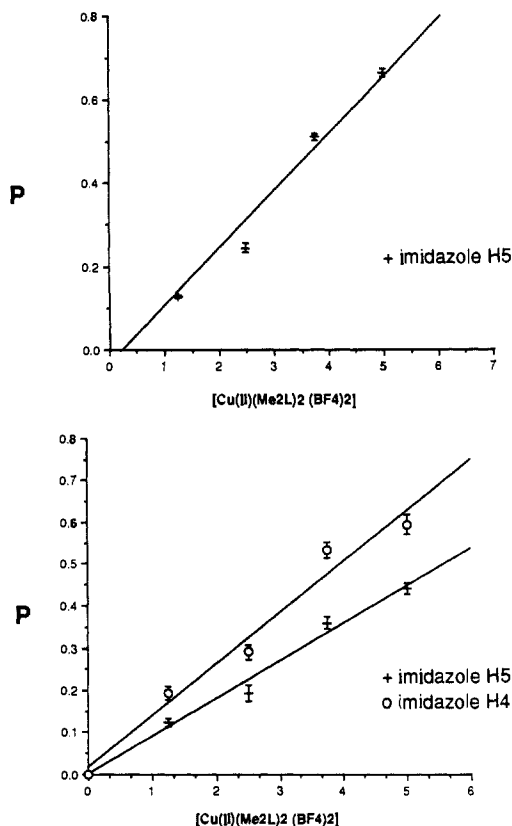 0.8
0.6
P
0.4
+ imidazole H5
0.2
0.0
0 1 2 3 4 5 6 7
[Cu(II)(Me2L)2 (BF4)2]
0.8
0.7
0.6
0.5
P
0.4
0.3
+ imidazole H5
0.2
o imidazole H4
0.1
0.0
0 1 2 3 4 5 6
[Cu(II)(Me2L)2 (BF4)2]